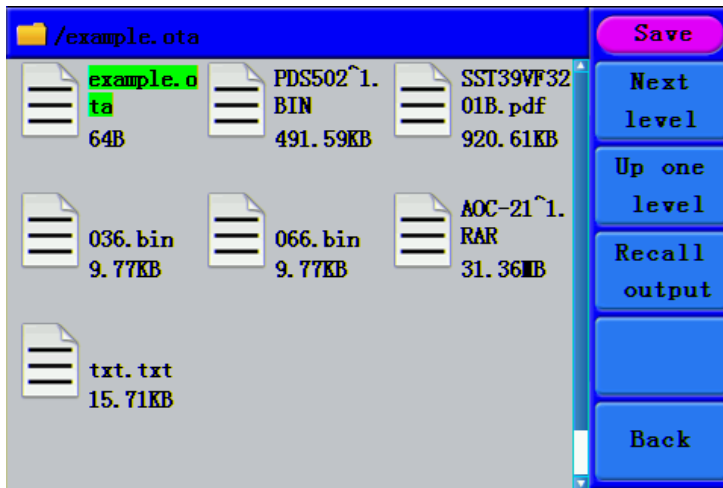 /example.ota
Save
example.o
ta
64B
PDS502~1.
BIN
491.59KB
SST39VF32
01B.pdf
920.61KB
036.bin
9.77KB
066.bin
9.77KB
AOC-21~1.
RAR
31.36MB
txt.txt
15.71KB
Next
level
Up one
level
Recall
output
Back